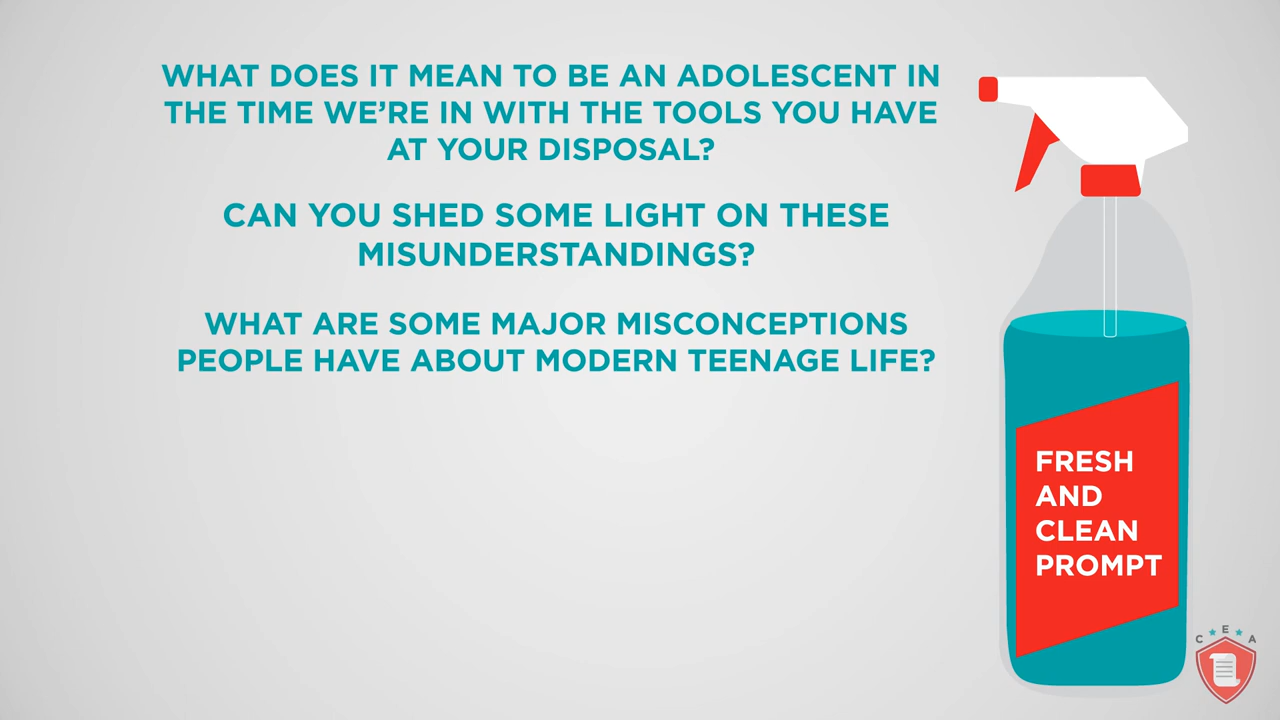 WHAT DOES IT MEAN TO BE AN ADOLESCENT IN
THE TIME WE’RE IN WITH THE TOOLS YOU HAVE
AT YOUR DISPOSAL?
CAN YOU SHED SOME LIGHT ON THESE
MISUNDERSTANDINGS?
WHAT ARE SOME MAJOR MISCONCEPTIONS
PEOPLE HAVE ABOUT MODERN TEENAGE LIFE?
FRESH
AND
CLEAN
PROMPT
C E A